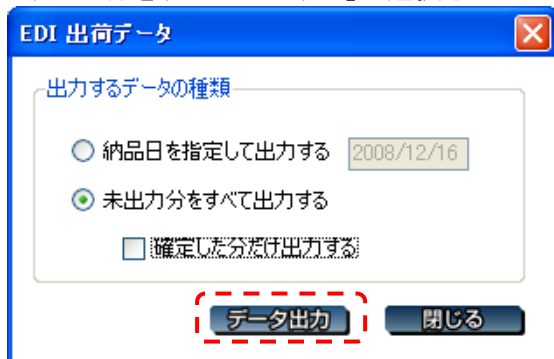 EDI 出荷データ
出力するデータの種類
納品日を指定して出力する 2008/12/16
未出力分をすべて出力する
確定した分だけ出力する
データ出力 閉じる